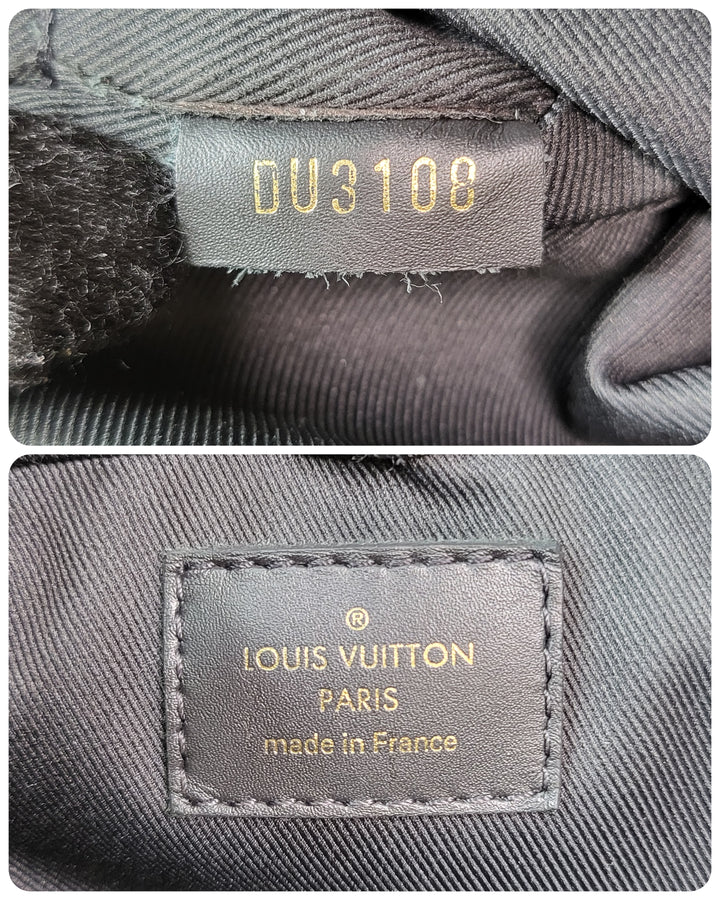 DU3108
®
LOUIS VUITTON
PARIS
made in France